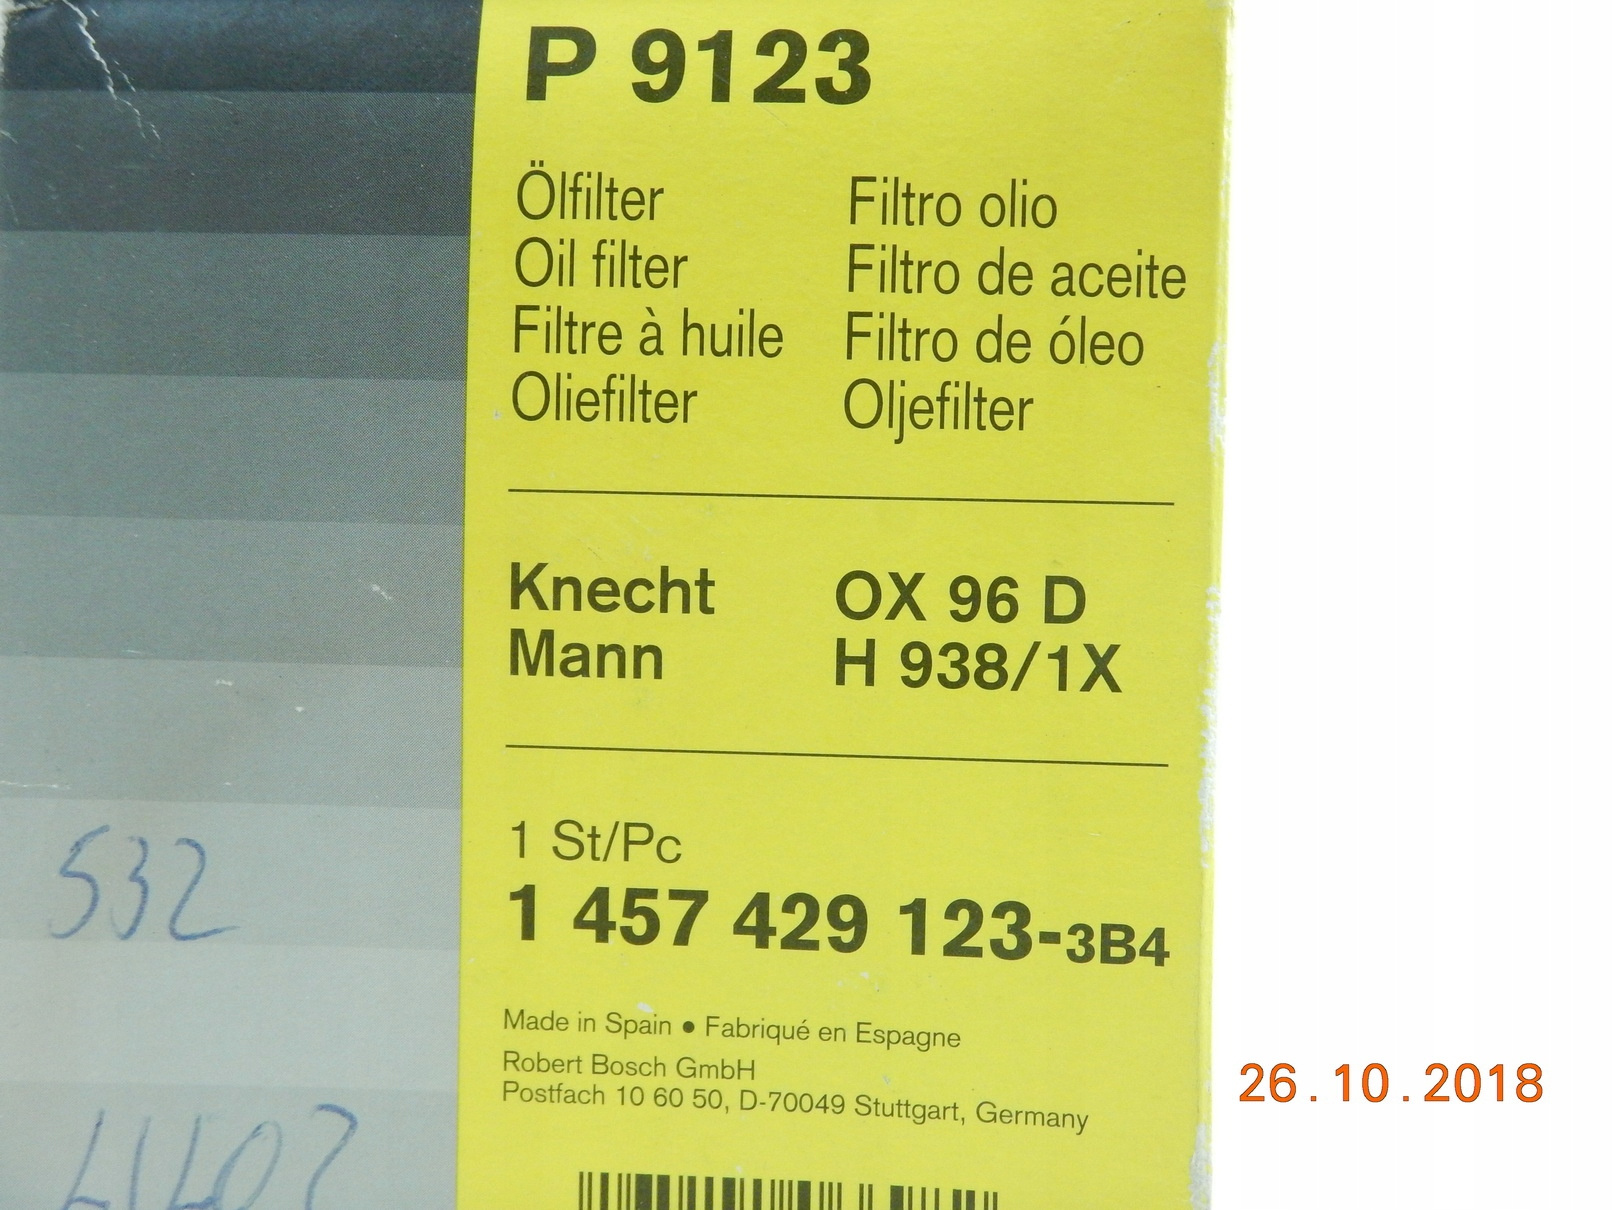 P 9123
Ölfilter Filtro olio
Oil filter Filtro de aceite
Filtre à huile Filtro de óleo
Oliefilter Oljefilter
Knecht OX 96 D
Mann H 938/1X
1 St/Pc
1 457 429 123-3B4
Made in Spain • Fabriqué en Espagne
Robert Bosch GmbH
Postfach 10 60 50, D-70049 Stuttgart, Germany
532
26.10.2018